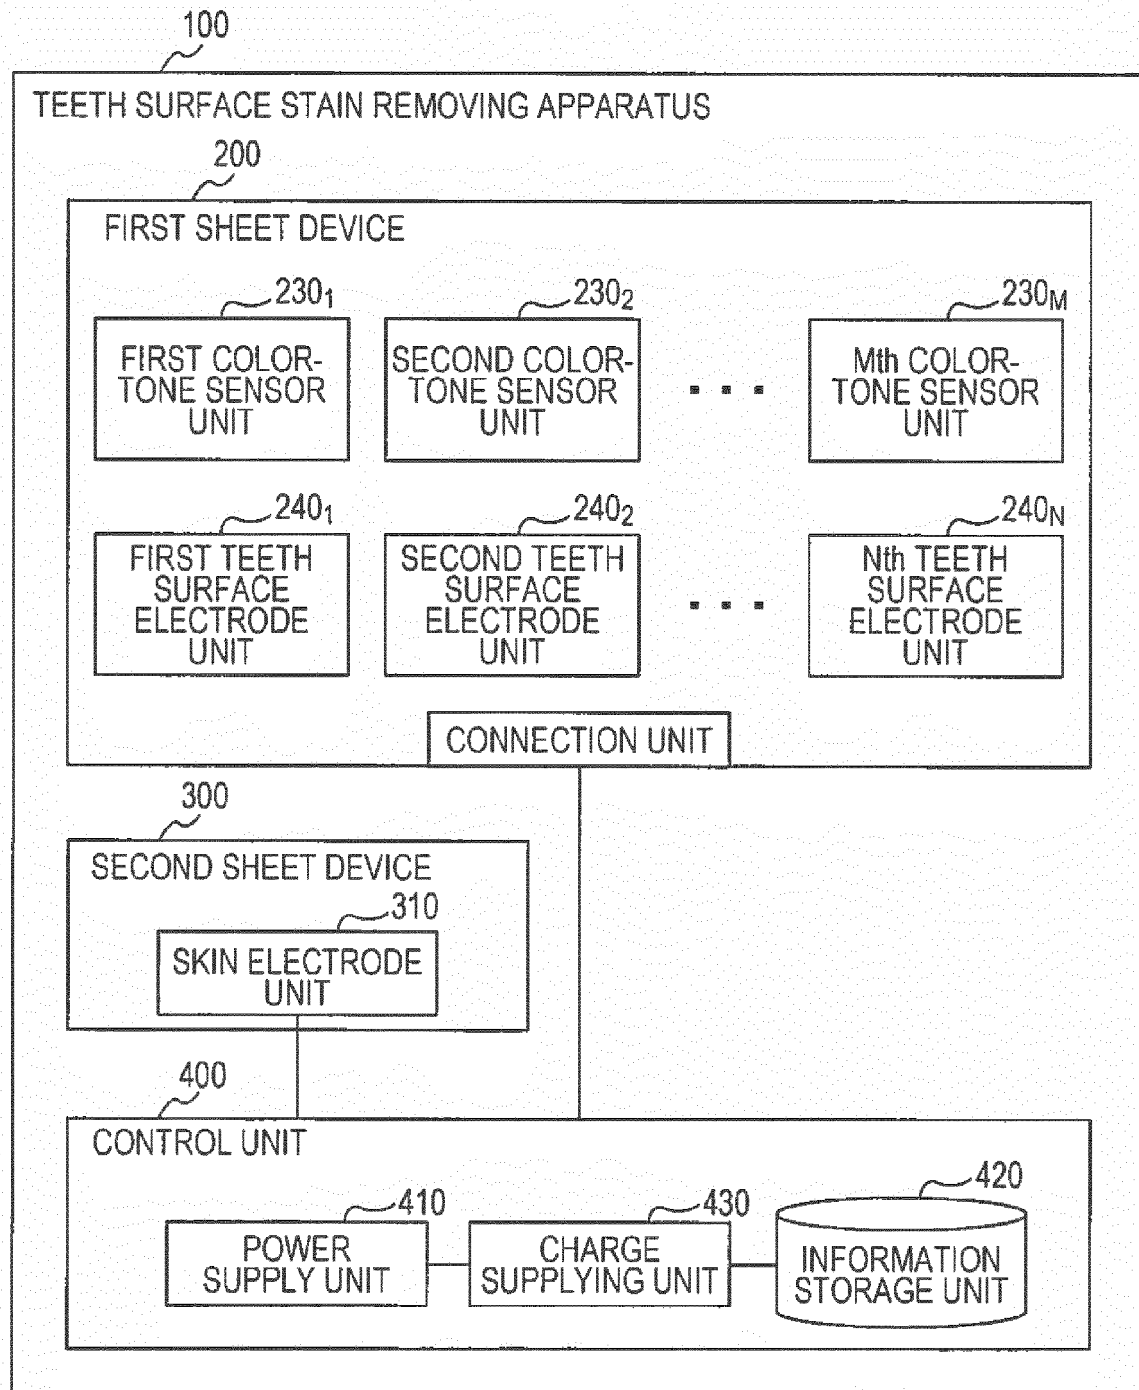 100
TEETH SURFACE STAIN REMOVING APPARATUS
200
FIRST SHEET DEVICE
230₁
FIRST COLOR-
TONE SENSOR
UNIT
230₂
SECOND COLOR-
TONE SENSOR
UNIT
. . .
230M
Mth COLOR-
TONE SENSOR
UNIT
240₁
FIRST TEETH
SURFACE
ELECTRODE
UNIT
240₂
SECOND TEETH
SURFACE
ELECTRODE
UNIT
. . .
240N
Nth TEETH
SURFACE
ELECTRODE
UNIT
CONNECTION UNIT
300
SECOND SHEET DEVICE
310
SKIN ELECTRODE
UNIT
400
CONTROL UNIT
410
POWER
SUPPLY UNIT
430
CHARGE
SUPPLYING UNIT
420
INFORMATION
STORAGE UNIT